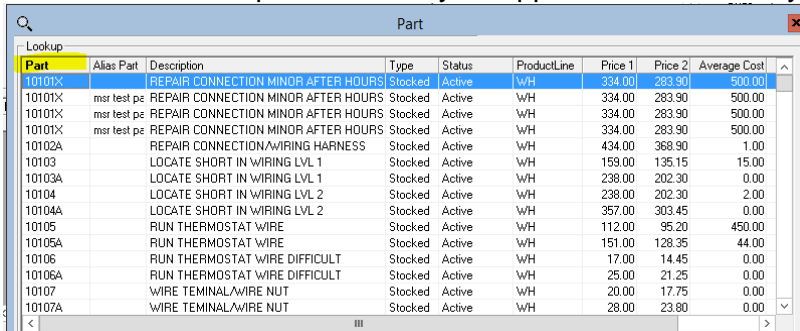 Part
Lookup
Part Alias Part Description Type Status ProductLine Price 1 Price 2 Average Cost
10101X REPAIR CONNECTION MINOR AFTER HOURS Stocked Active WH 334.00 283.90 500.00
10101X msr test pa REPAIR CONNECTION MINOR AFTER HOURS Stocked Active WH 334.00 283.90 500.00
10101X msr test pa REPAIR CONNECTION MINOR AFTER HOURS Stocked Active WH 334.00 283.90 500.00
10101X msr test pa REPAIR CONNECTION MINOR AFTER HOURS Stocked Active WH 334.00 283.90 500.00
10102A REPAIR CONNECTION/WIRING HARNESS Stocked Active WH 434.00 368.90 1.00
10103 LOCATE SHORT IN WIRING LVL 1 Stocked Active WH 159.00 135.15 15.00
10103A LOCATE SHORT IN WIRING LVL 1 Stocked Active WH 238.00 202.30 0.00
10104 LOCATE SHORT IN WIRING LVL 2 Stocked Active WH 238.00 202.30 2.00
10104A LOCATE SHORT IN WIRING LVL 2 Stocked Active WH 357.00 303.45 0.00
10105 RUN THERMOSTAT WIRE Stocked Active WH 112.00 95.20 450.00
10105A RUN THERMOSTAT WIRE Stocked Active WH 151.00 128.35 44.00
10106 RUN THERMOSTAT WIRE DIFFICULT Stocked Active WH 17.00 14.45 0.00
10106A RUN THERMOSTAT WIRE DIFFICULT Stocked Active WH 25.00 21.25 0.00
10107 WIRE TEMINAL/WIRE NUT Stocked Active WH 20.00 17.75 0.00
10107A WIRE TEMINAL/WIRE NUT Stocked Active WH 28.00 23.80 0.00